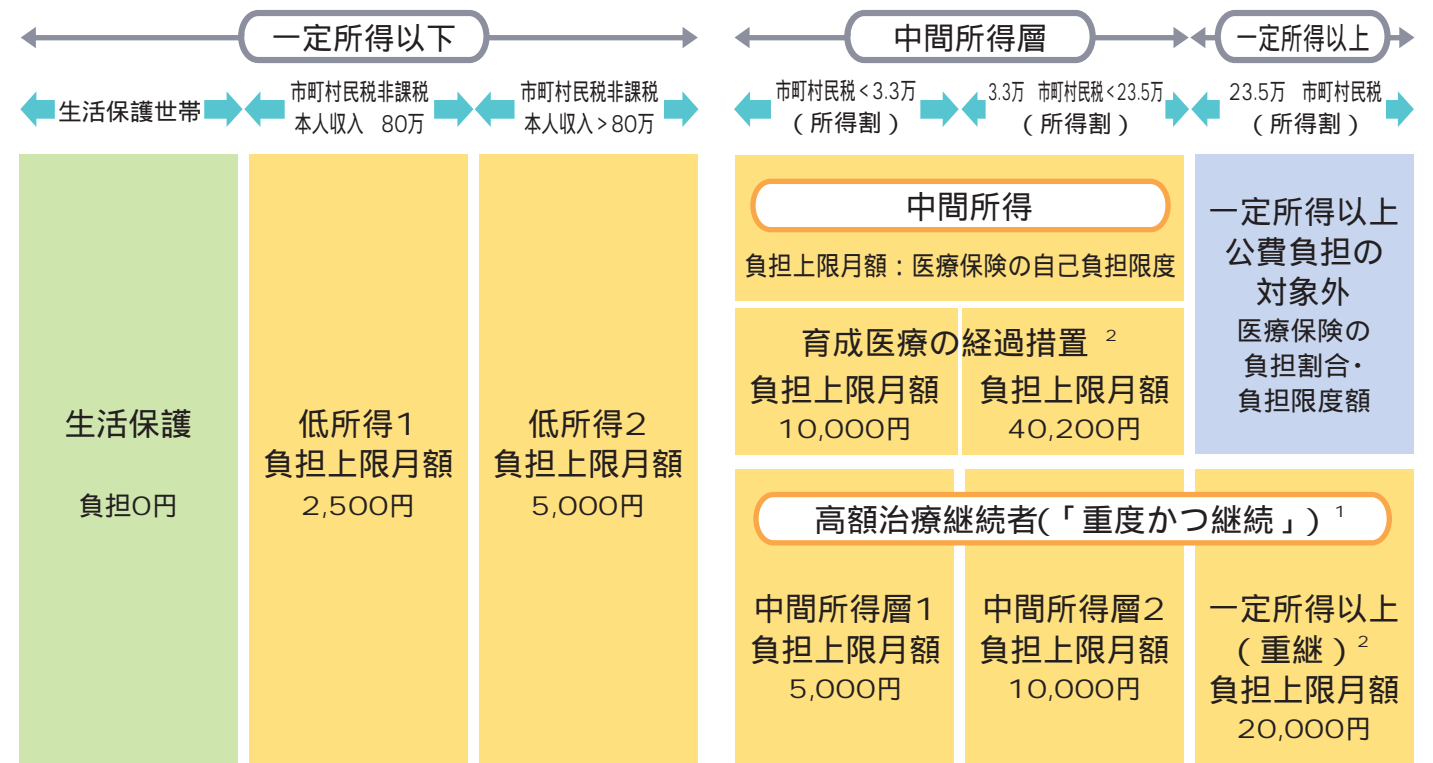 一定所得以下
中間所得層
一定所得以上
生活保護世帯
市町村民税非課税
本人収入 80万
市町村民税非課税
本人収入>80万
市町村民税<3.3万
(所得割)
3.3万 市町村民税<23.5万
(所得割)
23.5万 市町村民税
(所得割)
生活保護
負担0円
低所得1
負担上限月額
2,500円
低所得2
負担上限月額
5,000円
中間所得
負担上限月額:医療保険の自己負担限度
育成医療の経過措置 2
負担上限月額
10,000円
負担上限月額
40,200円
一定所得以上
公費負担の
対象外
医療保険の
負担割合・
負担限度額
高額治療継続者(「重度かつ継続」) 1
中間所得層1
負担上限月額
5,000円
中間所得層2
負担上限月額
10,000円
一定所得以上
(重継) 2
負担上限月額
20,000円